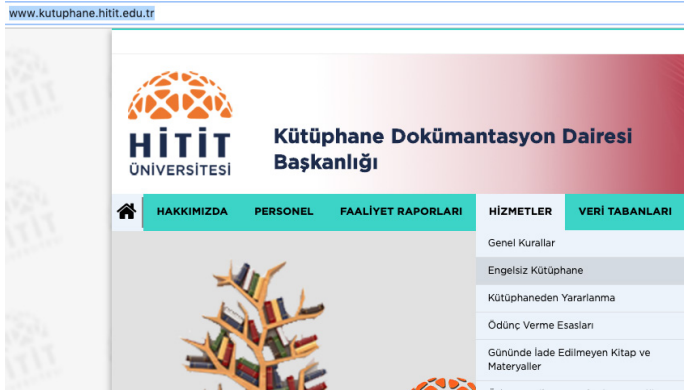 www.kutuphane.hitit.edu.tr
HİTİT
ÜNİVERSİTESİ
Kütüphane Dokümantasyon Dairesi
Başkanlığı
HAKKIMIZDA PERSONEL FAALİYET RAPORLARI HİZMETLER VERİ TABANLARI
Genel Kurallar
Engelsiz Kütüphane
Kütüphaneden Yararlanma
Ödünç Verme Esasları
Gününde İade Edilmeyen Kitap ve
Materyaller